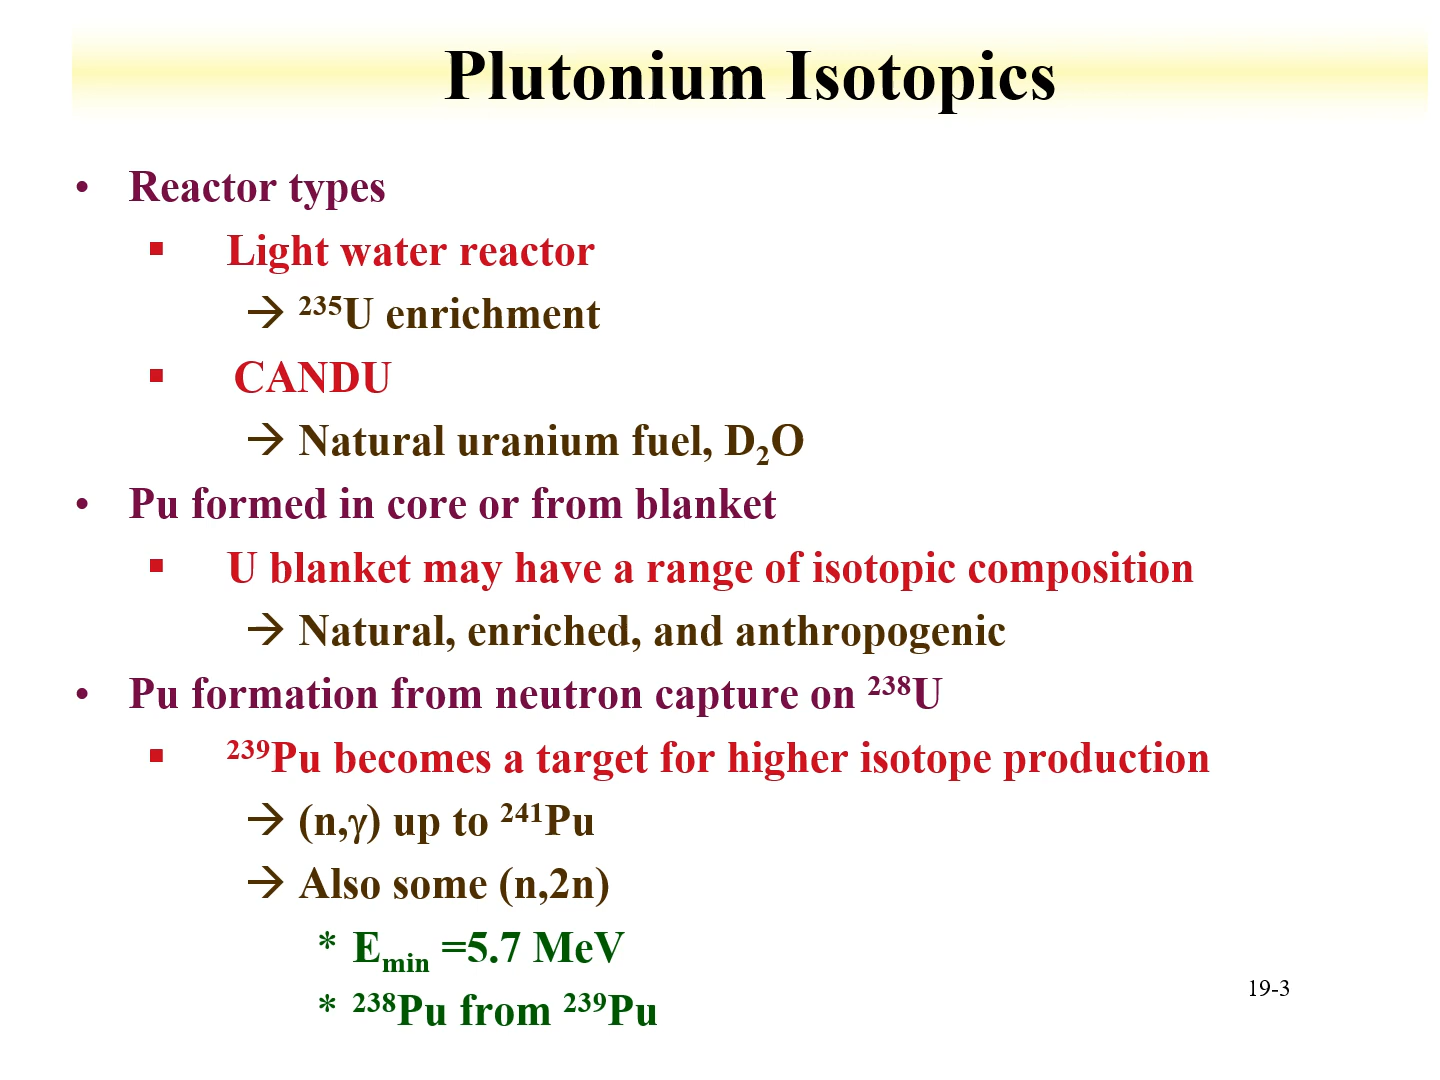 Plutonium Isotopics
• Reactor types
▪ Light water reactor
→ ²³⁵U enrichment
▪ CANDU
→ Natural uranium fuel, D₂O
• Pu formed in core or from blanket
▪ U blanket may have a range of isotopic composition
→ Natural, enriched, and anthropogenic
• Pu formation from neutron capture on ²³⁸U
▪ ²³⁹Pu becomes a target for higher isotope production
→ (n,γ) up to ²⁴¹Pu
→ Also some (n,2n)
* Eₘᵢₙ =5.7 MeV
* ²³⁸Pu from ²³⁹Pu
19-3